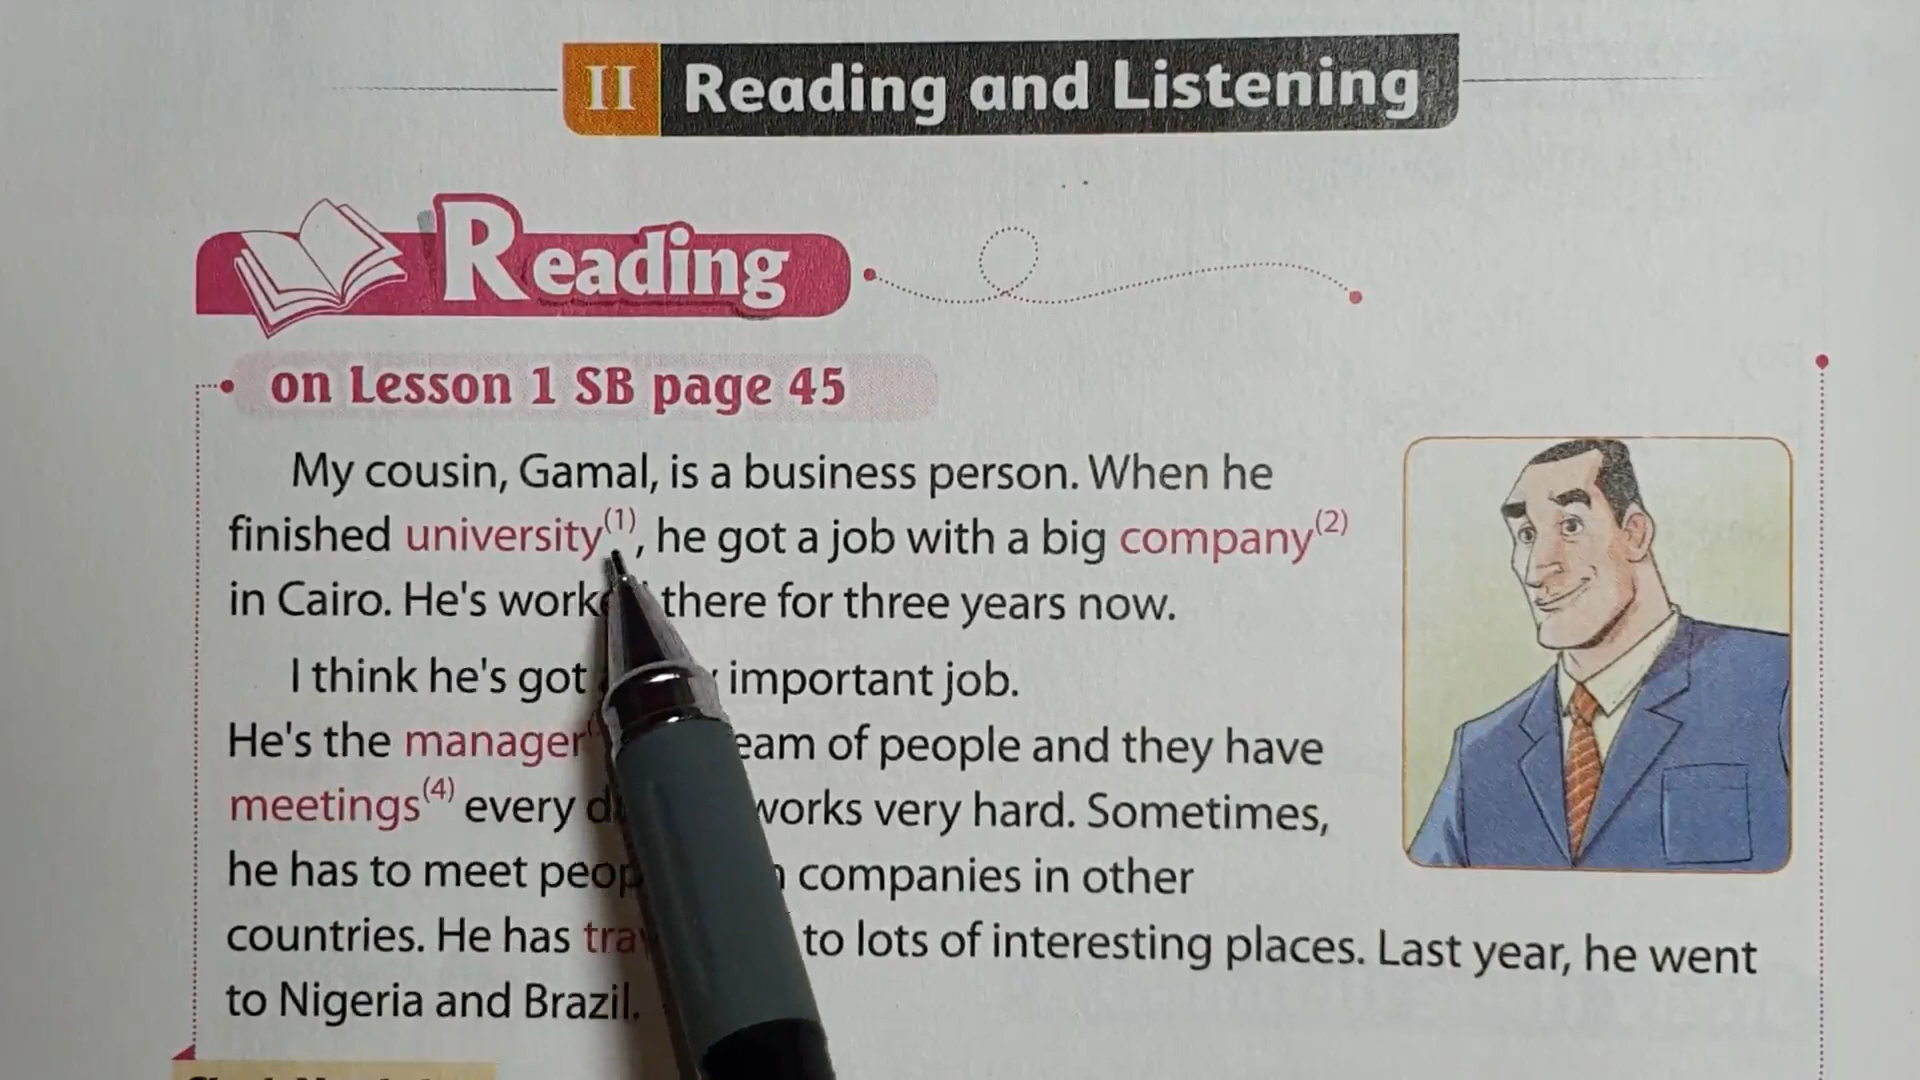 II Reading and Listening
Reading
on Lesson 1 SB page 45
My cousin, Gamal, is a business person. When he
finished university(1), he got a job with a big company(2)
in Cairo. He's there for three years now.
I think he's got important job.
He's the manager of people and they have
meetings(4) every works very hard. Sometimes,
he has to meet companies in other
countries. He has to lots of interesting places. Last year, he went
to Nigeria and Brazil.